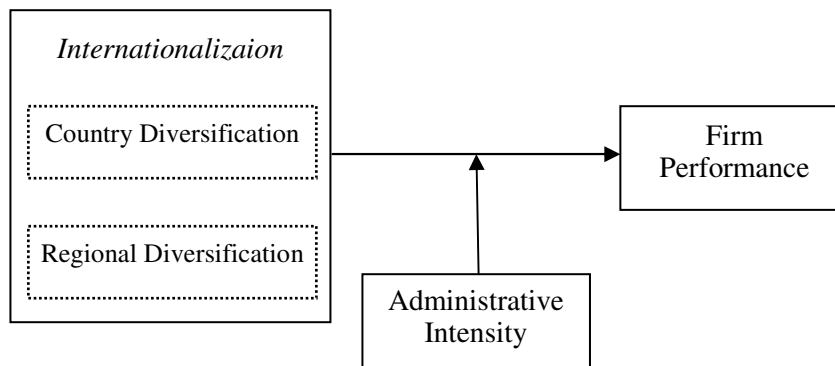 Internationalizaion
Country Diversification
Regional Diversification
Firm
Performance
Administrative
Intensity